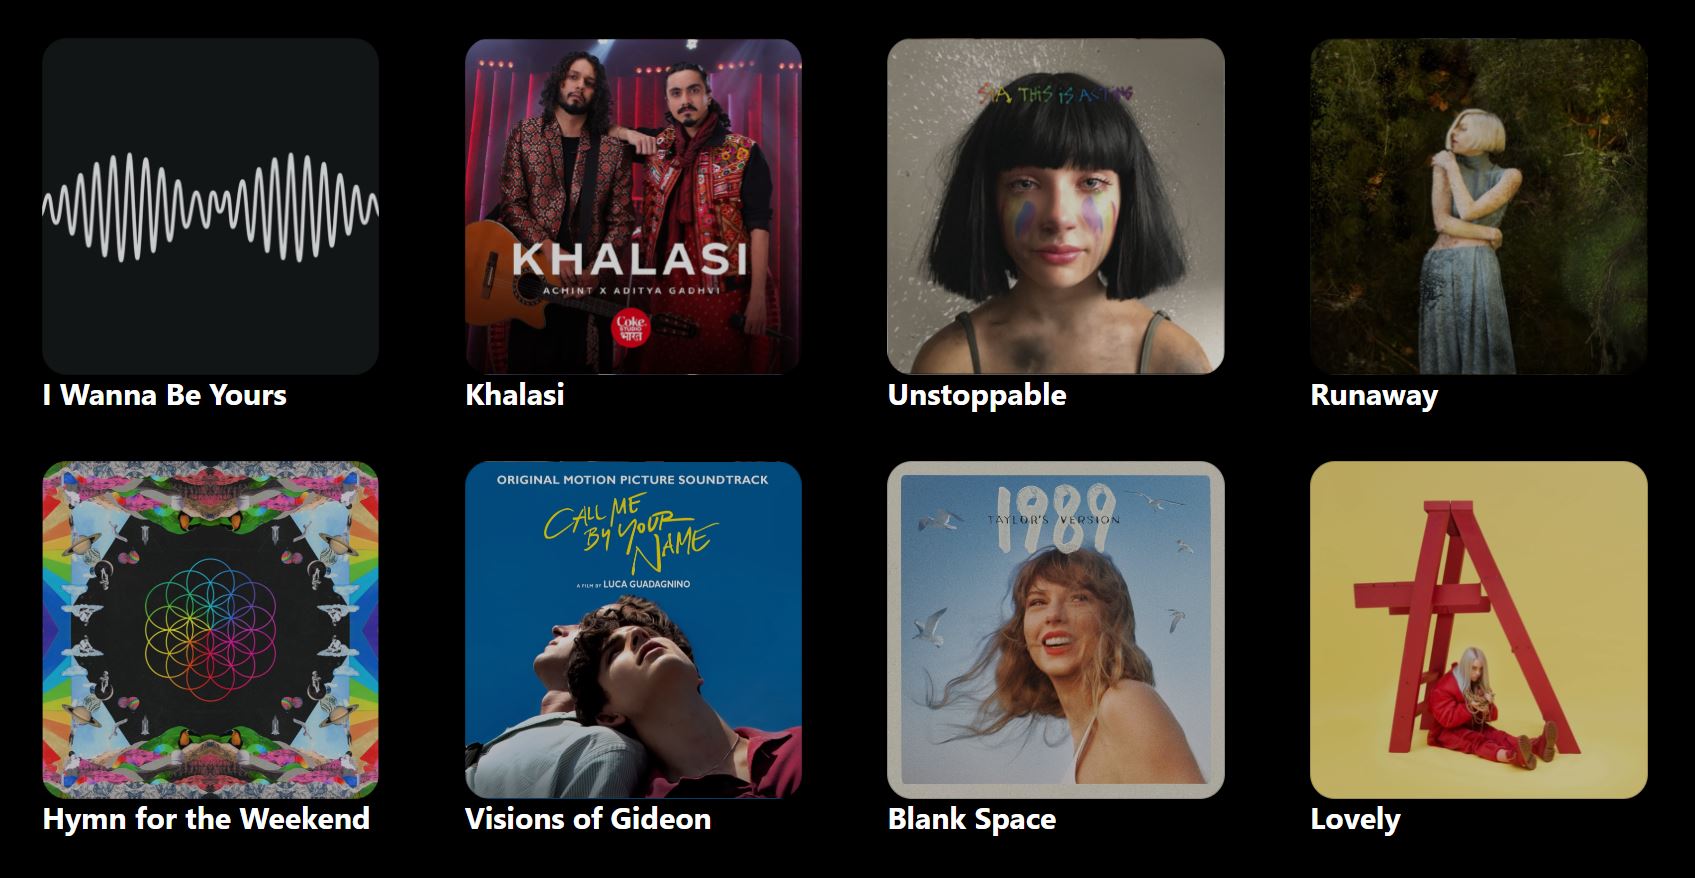 SIA THIS IS ACTING
KHALASI
ACHINT X ADITYA GADHVI
Coke
STUDIO
भारत
I Wanna Be Yours
Khalasi
Unstoppable
Runaway
ORIGINAL MOTION PICTURE SOUNDTRACK
CALL ME
BY YOUR
NAME
A FILM BY LUCA GUADAGNINO
1989
TAYLOR'S VERSION
Hymn for the Weekend
Visions of Gideon
Blank Space
Lovely